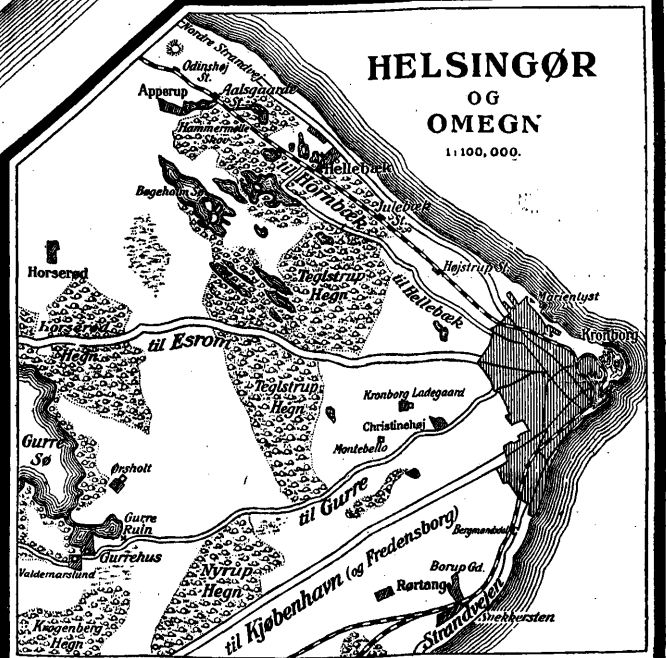 HELSINGØR
OG
OMEGN
1:100,000.
Nordre Strandvej
Odinshøj
St.
Apperup
Aalsgaarde
St.
Hammermølle
Skov
Hellebæk
til Hornbæk
Bøgeholm Sø
Julebæk
St.
Horserød
Teglstrup
Hegn
til Hellebæk
Højstrup St.
Marienlyst
Kronborg
Horserød
Hegn
til Esrom
Teglstrup
Hegn
Kronborg Ladegaard
Christinehøj
Montebello
Gurre
Sø
Ørsholt
til Gurre
Gurre
Ruin
Gurrehus
Valdemarslund
Nyrup
Hegn
Krogenberg
Hegn
til Kjøbenhavn (og Fredensborg)
Bergmansdal
Borup Gd.
Rørtang
Strandvejen
Snekkersten